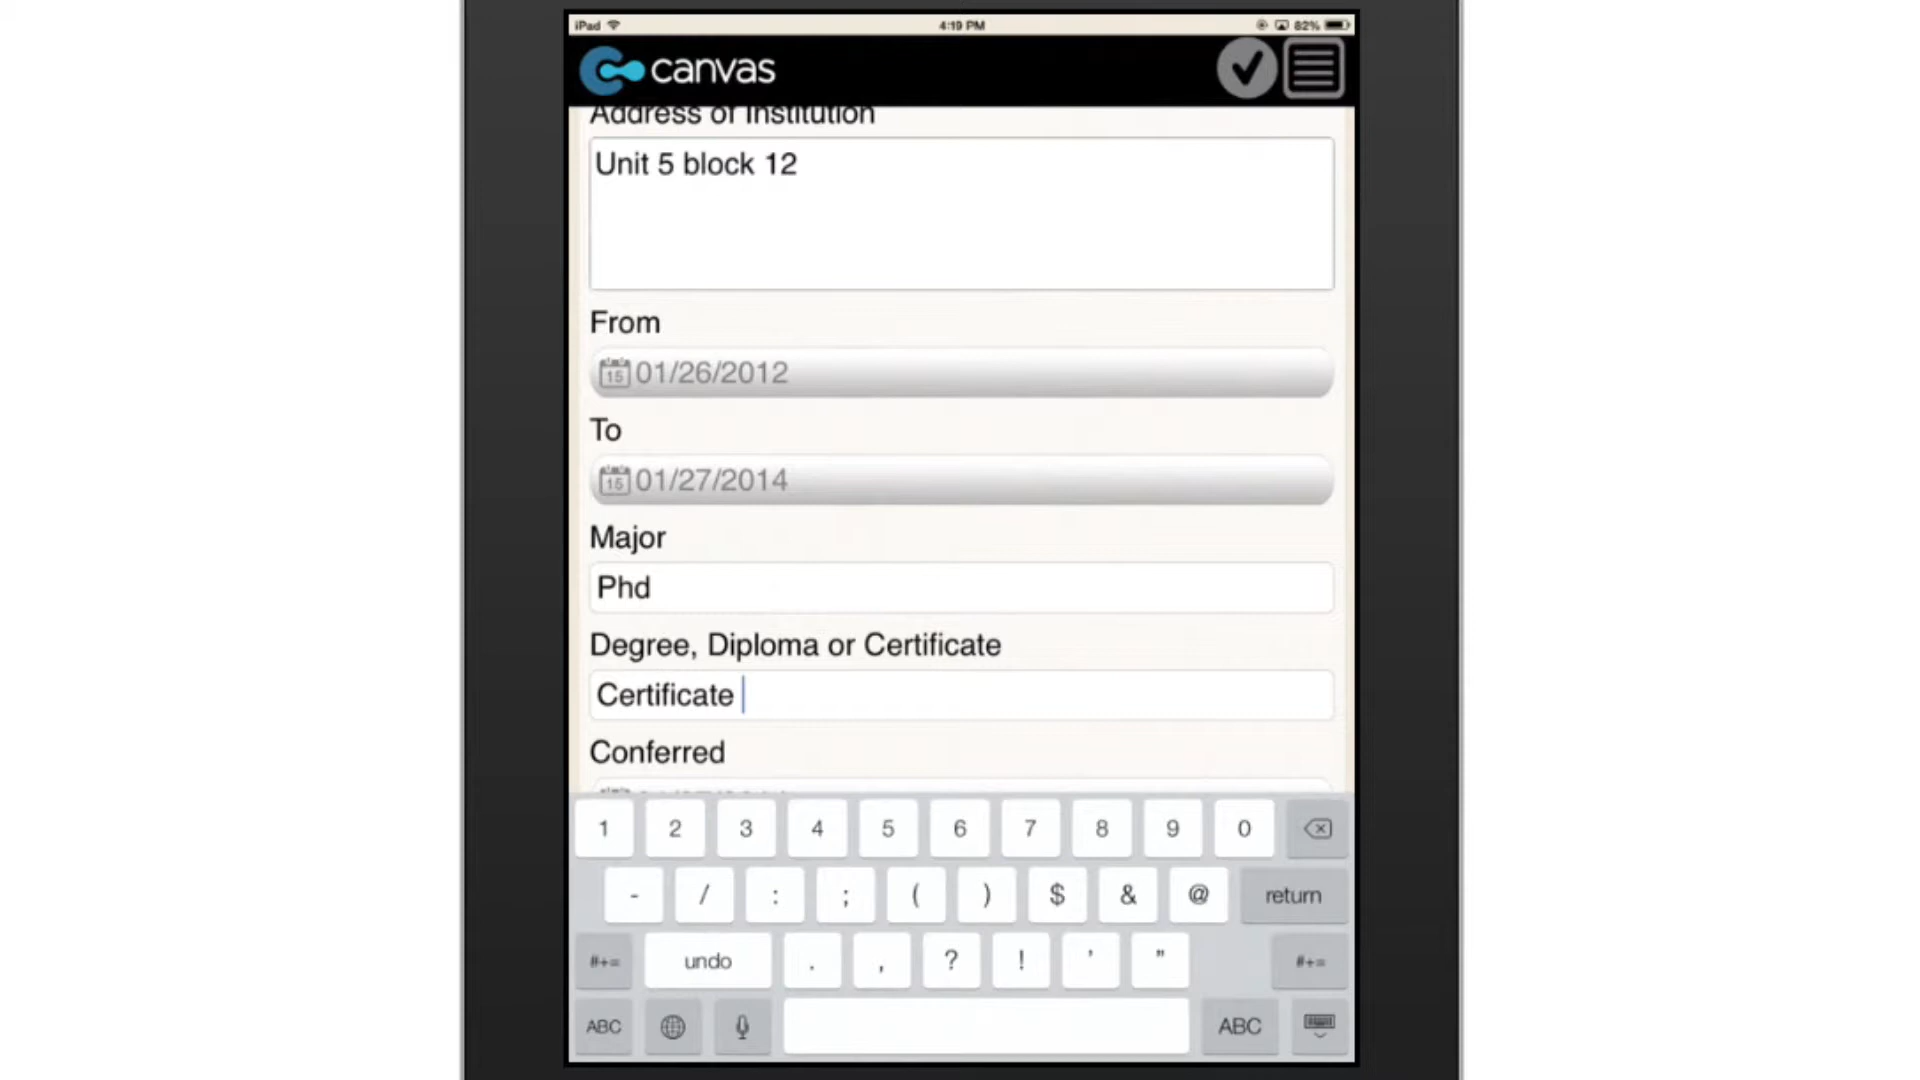 iPad 4:19 PM 82%
canvas
Address of Institution
Unit 5 block 12
From
15 01/26/2012
To
15 01/27/2014
Major
Phd
Degree, Diploma or Certificate
Certificate
Conferred
1 2 3 4 5 6 7 8 9 0
- / : ; ( ) $ & @ return
#+= undo . , ? ! ' " #+=
ABC ABC